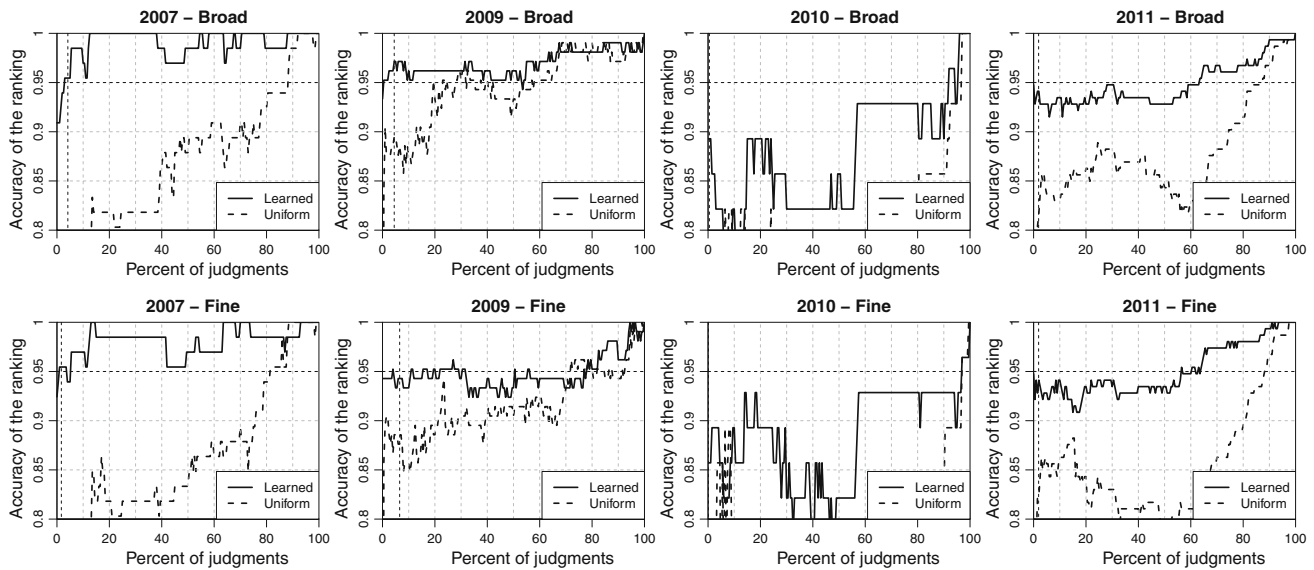 2007 − Broad
Accuracy of the ranking
0.8 0.85 0.9 0.95 1
Learned
Uniform
0 20 40 60 80 100
Percent of judgments
2009 − Broad
Accuracy of the ranking
0.8 0.85 0.9 0.95 1
Learned
Uniform
0 20 40 60 80 100
Percent of judgments
2010 − Broad
Accuracy of the ranking
0.8 0.85 0.9 0.95 1
Learned
Uniform
0 20 40 60 80 100
Percent of judgments
2011 − Broad
Accuracy of the ranking
0.8 0.85 0.9 0.95 1
Learned
Uniform
0 20 40 60 80 100
Percent of judgments
2007 − Fine
Accuracy of the ranking
0.8 0.85 0.9 0.95 1
Learned
Uniform
0 20 40 60 80 100
Percent of judgments
2009 − Fine
Accuracy of the ranking
0.8 0.85 0.9 0.95 1
Learned
Uniform
0 20 40 60 80 100
Percent of judgments
2010 − Fine
Accuracy of the ranking
0.8 0.85 0.9 0.95 1
Learned
Uniform
0 20 40 60 80 100
Percent of judgments
2011 − Fine
Accuracy of the ranking
0.8 0.85 0.9 0.95 1
Learned
Uniform
0 20 40 60 80 100
Percent of judgments